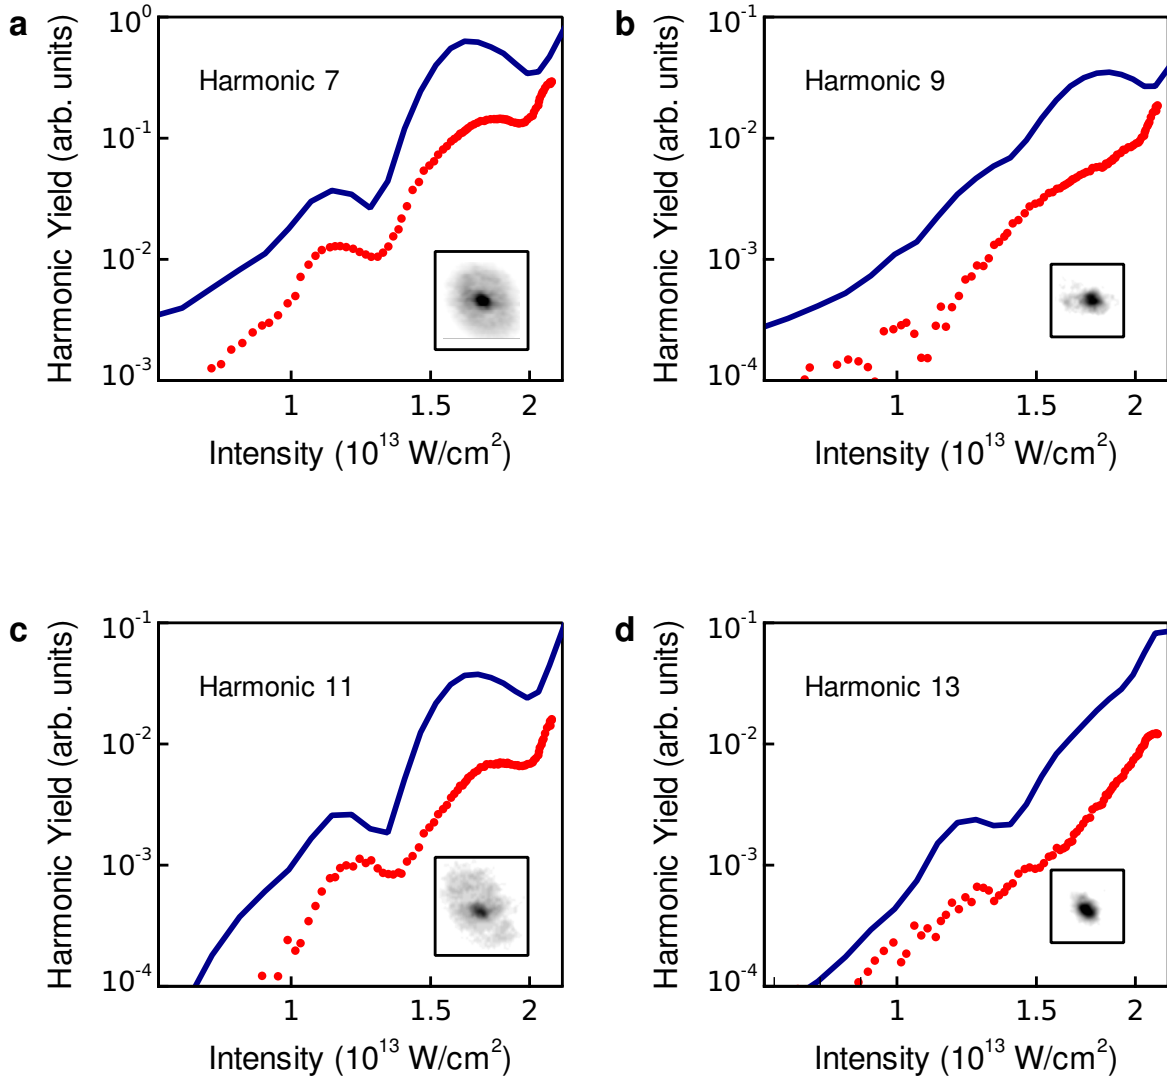 a
Harmonic Yield (arb. units)
10^0
10^-1
10^-2
10^-3
Harmonic 7
1
1.5
2
Intensity (10^13 W/cm^2)
b
Harmonic Yield (arb. units)
10^-1
10^-2
10^-3
10^-4
Harmonic 9
1
1.5
2
Intensity (10^13 W/cm^2)
c
Harmonic Yield (arb. units)
10^-1
10^-2
10^-3
10^-4
Harmonic 11
1
1.5
2
Intensity (10^13 W/cm^2)
d
Harmonic Yield (arb. units)
10^-1
10^-2
10^-3
10^-4
Harmonic 13
1
1.5
2
Intensity (10^13 W/cm^2)